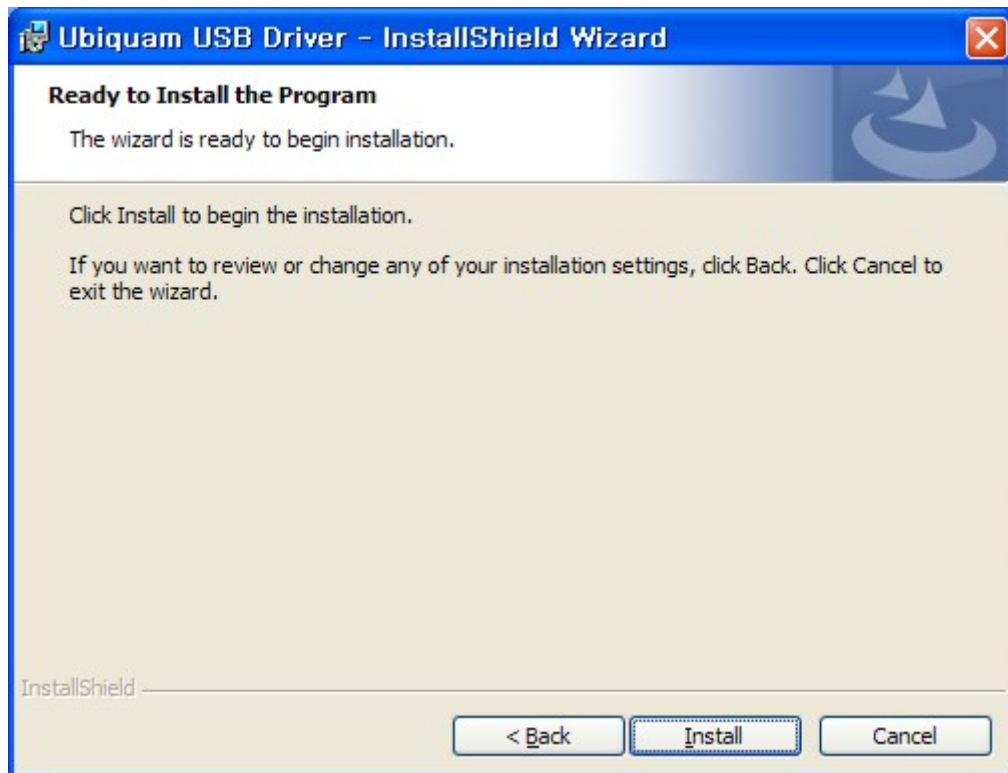 Ubiquam USB Driver - InstallShield Wizard
Ready to Install the Program
The wizard is ready to begin installation.
Click Install to begin the installation.
If you want to review or change any of your installation settings, click Back. Click Cancel to
exit the wizard.
InstallShield
< Back
Install
Cancel